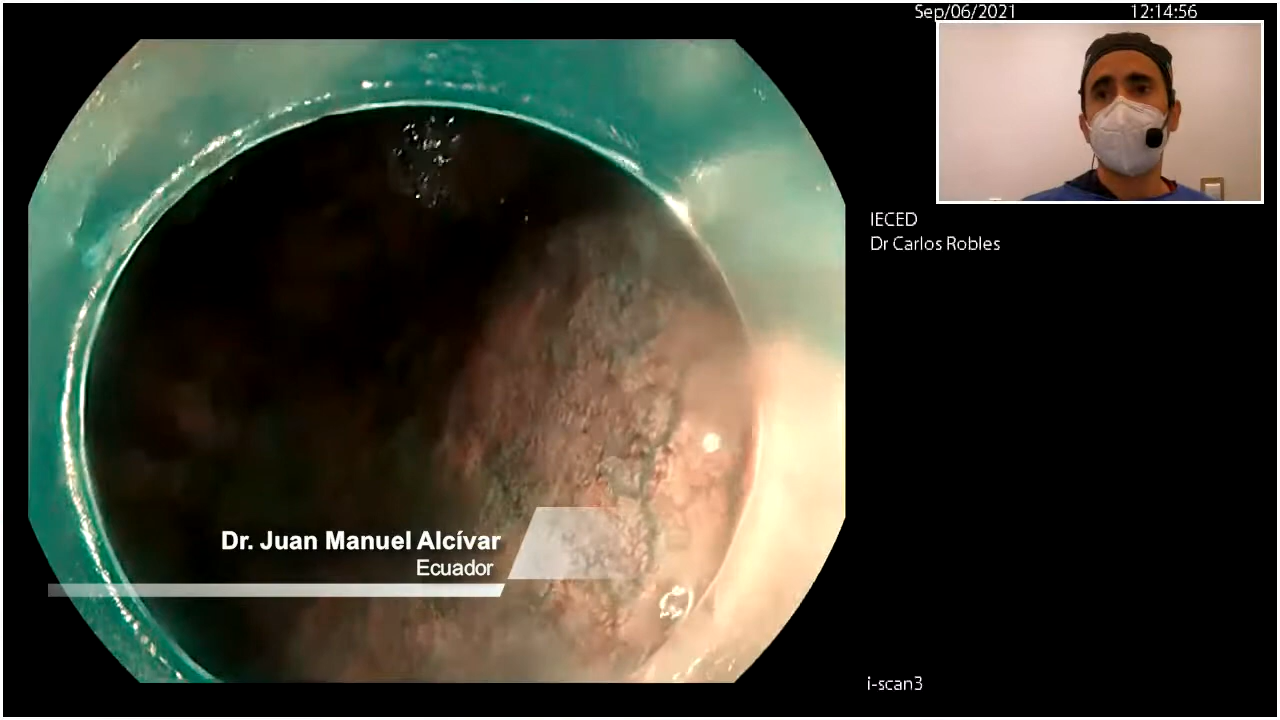 Sep/06/2021 12:14:56
IECED
Dr Carlos Robles
Dr. Juan Manuel Alcívar
Ecuador
i-scan3